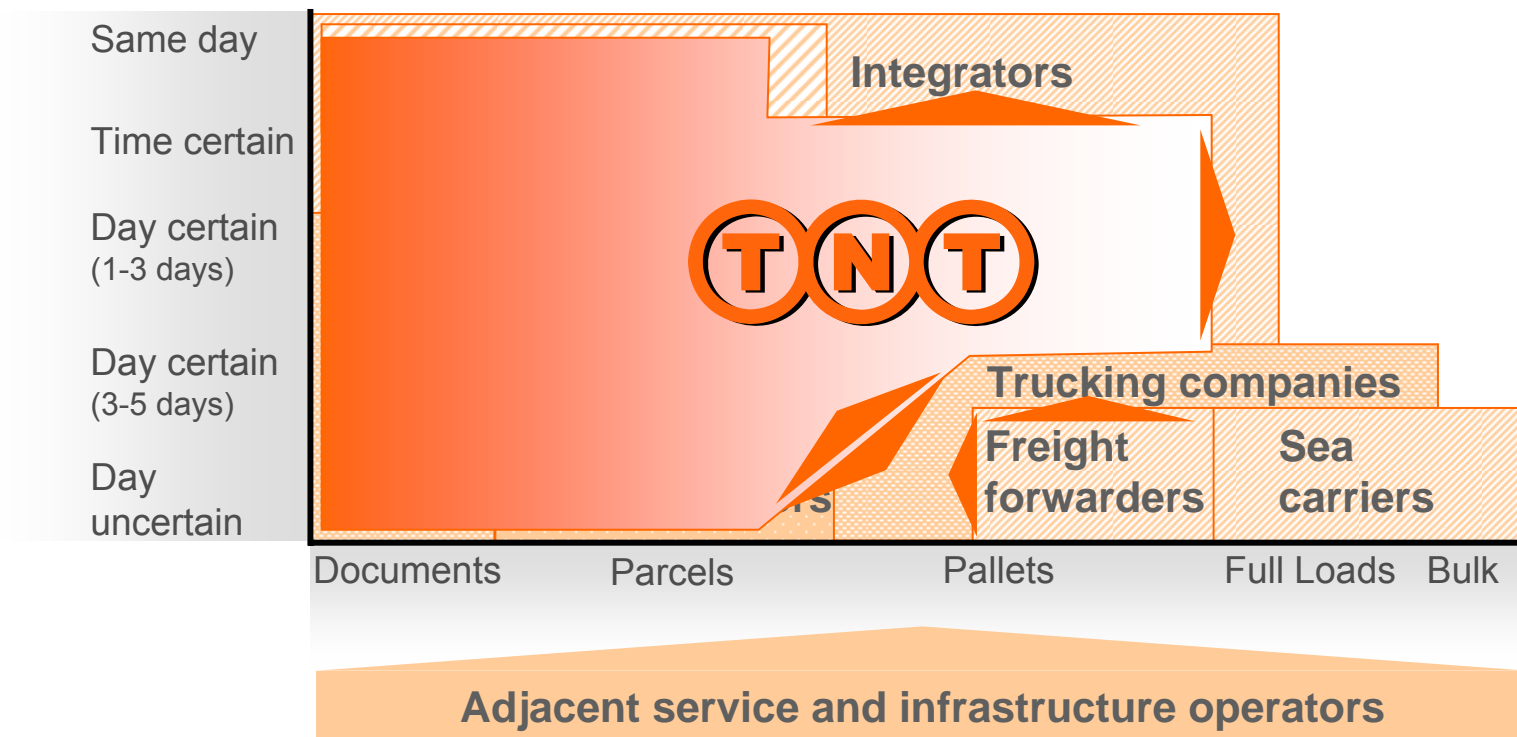 Same day
Integrators
Time certain
Day certain
(1-3 days)
TNT
Day certain
(3-5 days)
Trucking companies
Freight
forwarders
Sea
carriers
Day
uncertain
Documents
Parcels
Pallets
Full Loads
Bulk
Adjacent service and infrastructure operators